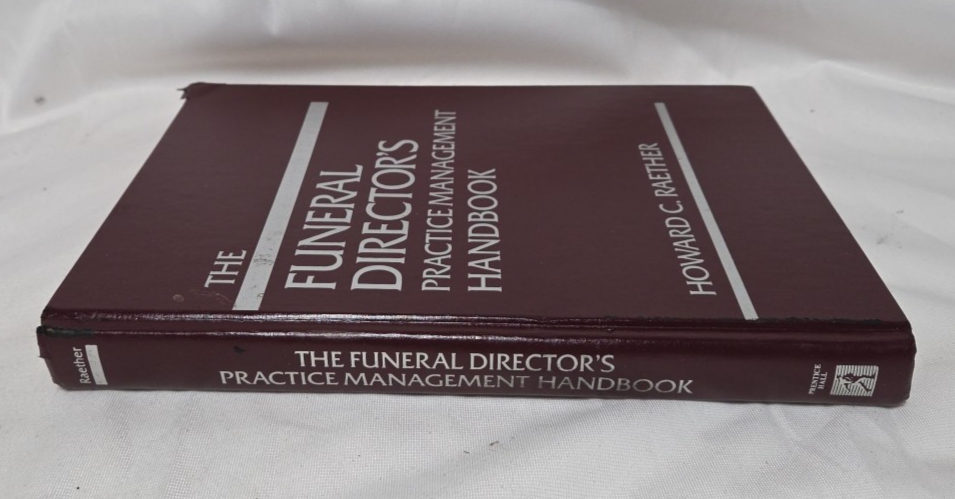 THE
FUNERAL
DIRECTOR'S
PRACTICE MANAGEMENT
HANDBOOK
HOWARD C. RAETHER
Raether
THE FUNERAL DIRECTOR'S
PRACTICE MANAGEMENT HANDBOOK
PRENTICE
HALL